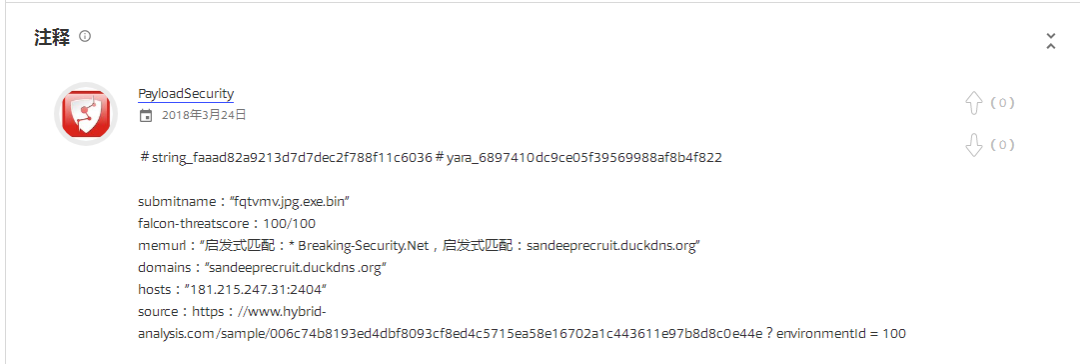 注释
PayloadSecurity
2018年3月24日
(0)
(0)
＃string_faaad82a9213d7d7dec2f788f11c6036＃yara_6897410dc9ce05f39569988af8b4f822
submitname：“fqtvmv.jpg.exe.bin”
falcon-threatscore：100/100
memurl：“启发式匹配：* Breaking-Security.Net，启发式匹配：sandeeprecruit.duckdns.org”
domains：“sandeeprecruit.duckdns .org”
hosts：“181.215.247.31:2404”
source：https：//www.hybrid-
analysis.com/sample/006c74b8193ed4dbf8093cf8ed4c5715ea58e16702a1c443611e97b8d8c0e44e？environmentId = 100